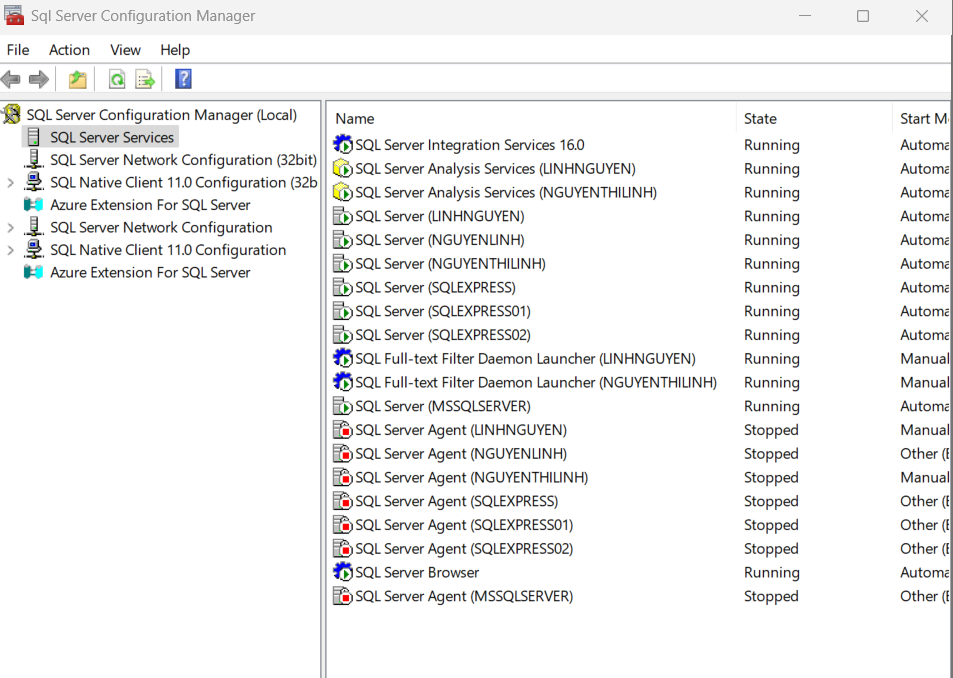 Sql Server Configuration Manager
File Action View Help
SQL Server Configuration Manager (Local)
SQL Server Services
SQL Server Network Configuration (32bit)
SQL Native Client 11.0 Configuration (32b
Azure Extension For SQL Server
SQL Server Network Configuration
SQL Native Client 11.0 Configuration
Azure Extension For SQL Server
Name State Start M
SQL Server Integration Services 16.0 Running Automa
SQL Server Analysis Services (LINHNGUYEN) Running Automa
SQL Server Analysis Services (NGUYENTHILINH) Running Automa
SQL Server (LINHNGUYEN) Running Automa
SQL Server (NGUYENLINH) Running Automa
SQL Server (NGUYENTHILINH) Running Automa
SQL Server (SQLEXPRESS) Running Automa
SQL Server (SQLEXPRESS01) Running Automa
SQL Server (SQLEXPRESS02) Running Automa
SQL Full-text Filter Daemon Launcher (LINHNGUYEN) Running Manual
SQL Full-text Filter Daemon Launcher (NGUYENTHILINH) Running Manual
SQL Server (MSSQLSERVER) Running Automa
SQL Server Agent (LINHNGUYEN) Stopped Manual
SQL Server Agent (NGUYENLINH) Stopped Other (B
SQL Server Agent (NGUYENTHILINH) Stopped Manual
SQL Server Agent (SQLEXPRESS) Stopped Other (B
SQL Server Agent (SQLEXPRESS01) Stopped Other (B
SQL Server Agent (SQLEXPRESS02) Stopped Other (B
SQL Server Browser Running Automa
SQL Server Agent (MSSQLSERVER) Stopped Other (B